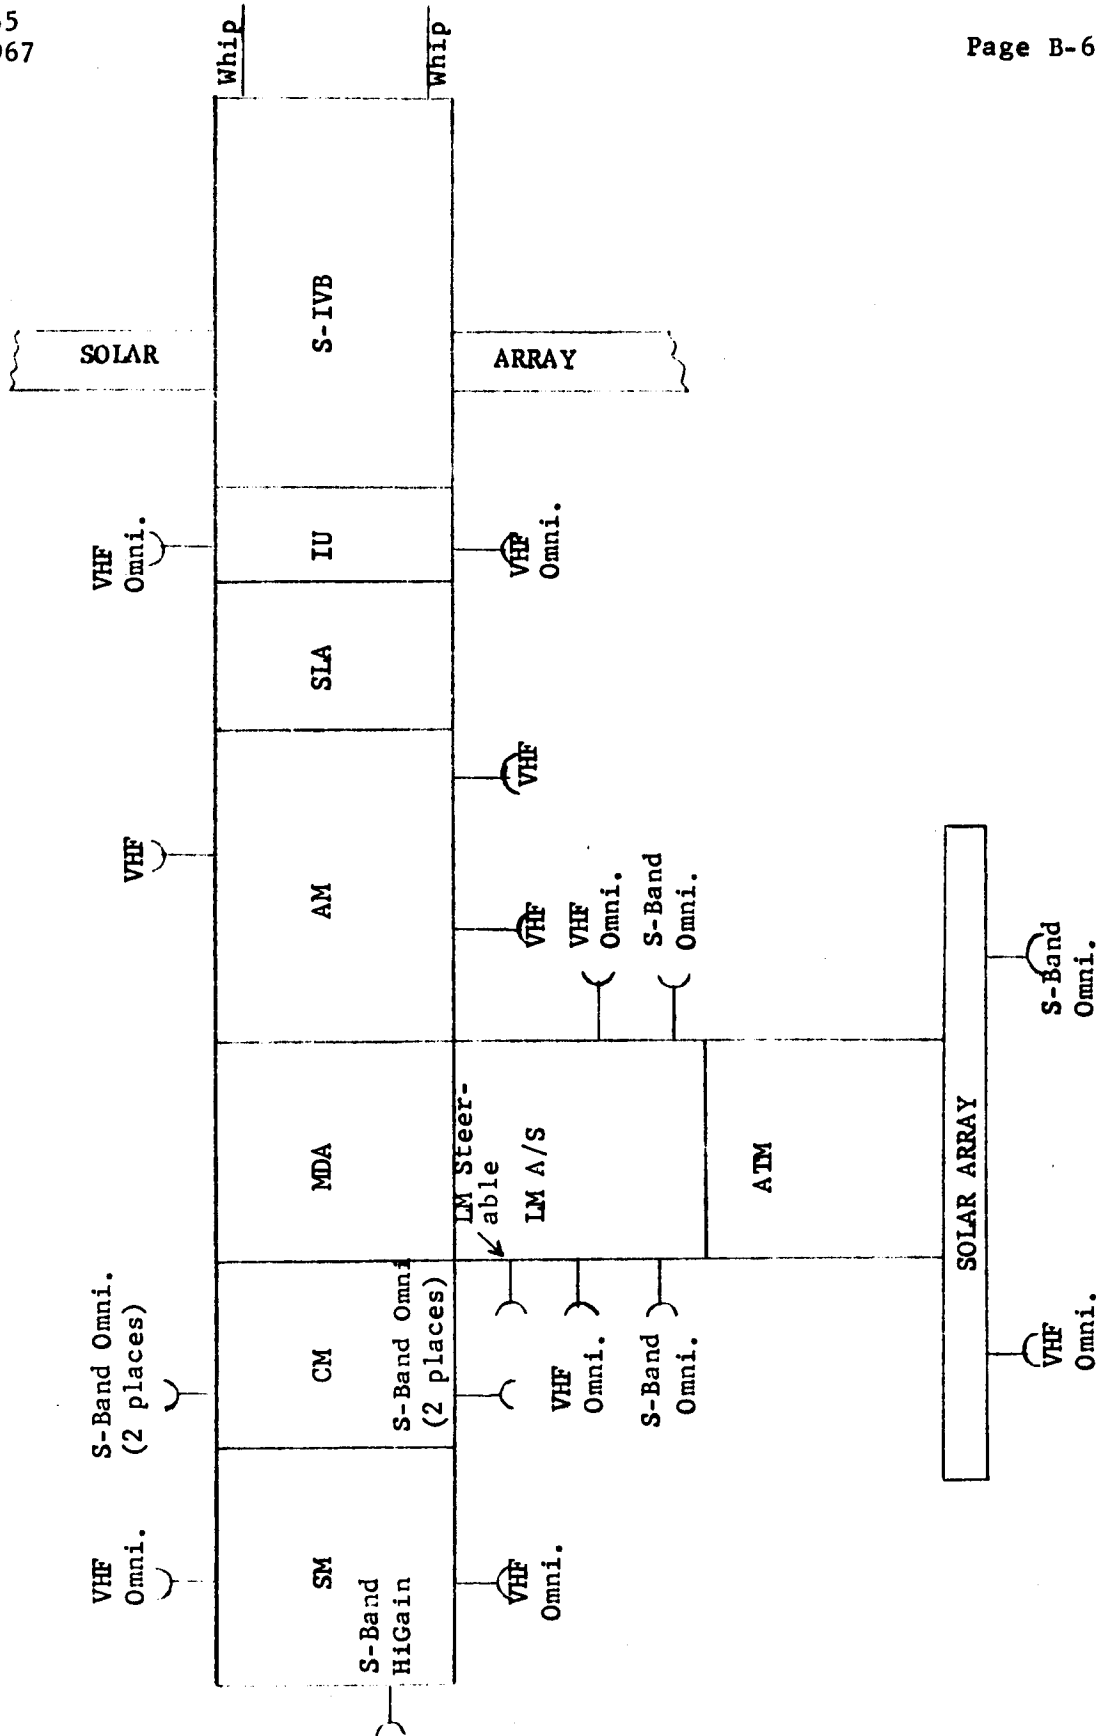 Page B-6
Whip
Whip
SOLAR
S-IVB
ARRAY
VHF
Omni.
IU
VHF
Omni.
SLA
VHF
AM
VHF
VHF
VHF
Omni.
S-Band
Omni.
S-Band
Omni.
MDA
LM Steer-
able
LM A/S
ATM
SOLAR ARRAY
S-Band Omni.
(2 places)
CM
S-Band Omni
(2 places)
VHF
Omni.
S-Band
Omni.
VHF
Omni.
VHF
Omni.
SM
S-Band
HiGain
VHF
Omni.